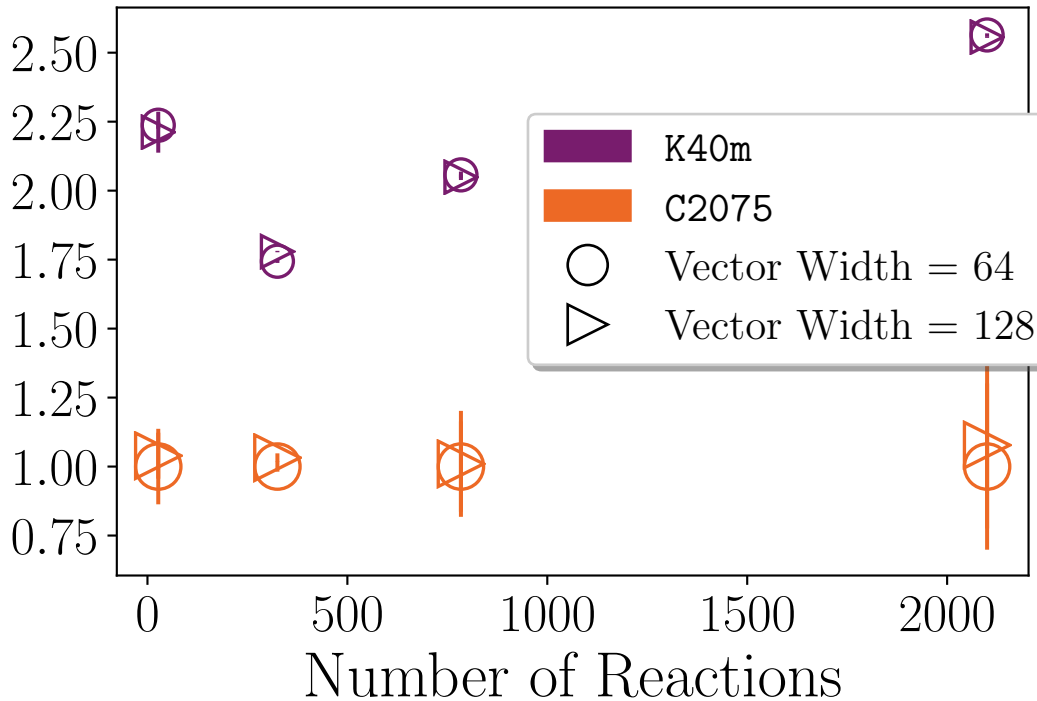 2.50
2.25
2.00
1.75
1.50
1.25
1.00
0.75
K40m
C2075
Vector Width = 64
Vector Width = 128
0 500 1000 1500 2000
Number of Reactions